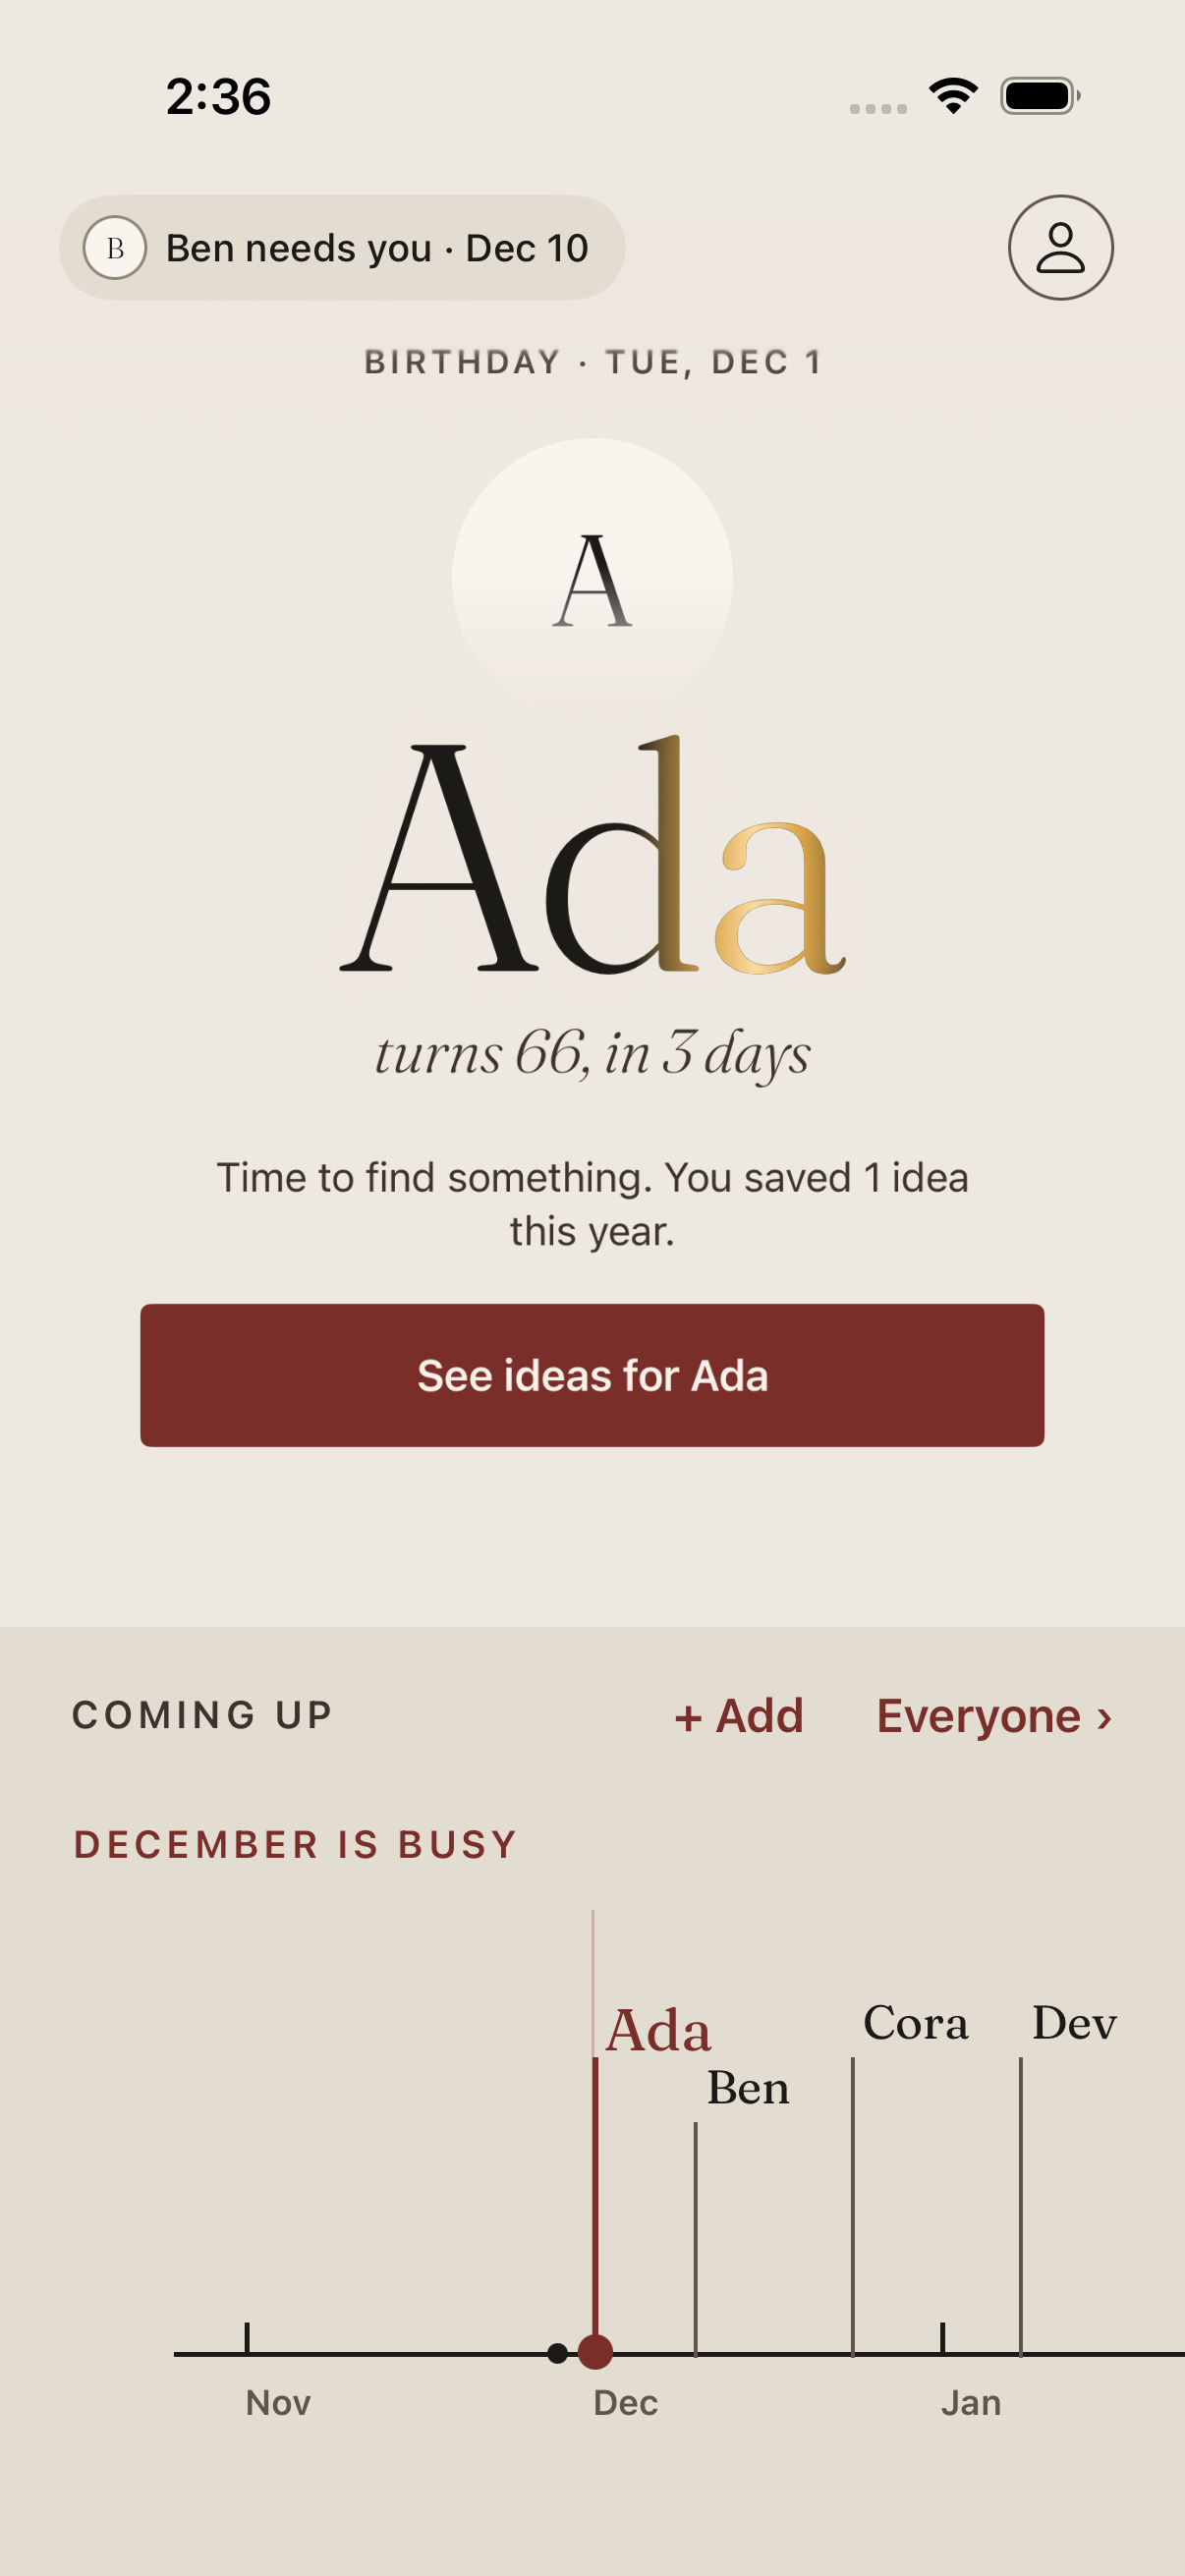 2:36
B
Ben needs you · Dec 10
BIRTHDAY · TUE, DEC 1
A
Ada
turns 66, in 3 days
Time to find something. You saved 1 idea
this year.
See ideas for Ada
COMING UP
+ Add
Everyone ›
DECEMBER IS BUSY
Ada
Cora
Dev
Ben
Nov
Dec
Jan